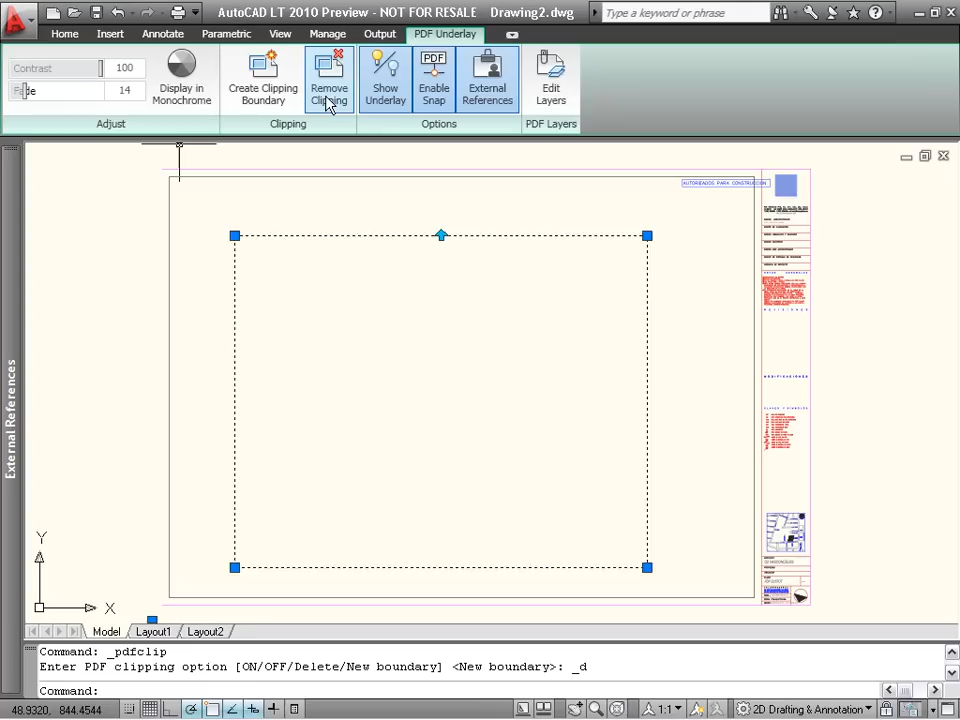 AutoCAD LT 2010 Preview - NOT FOR RESALE Drawing2.dwg
Type a keyword or phrase
Home Insert Annotate Parametric View Manage Output PDF Underlay
Contrast 100
Fade 14
Display in Monochrome
Create Clipping Boundary
Remove Clipping
Show Underlay
PDF
Enable Snap
External References
Edit Layers
Adjust Clipping Options PDF Layers
AUTORIZADOS PARA CONSTRUCCION
External References
Y
X
Model Layout1 Layout2
Command: _pdfclip
Enter PDF clipping option [ON/OFF/Delete/New boundary] <New boundary>: _d
Command:
48.9320, 844.4544
1:1
2D Drafting & Annotation